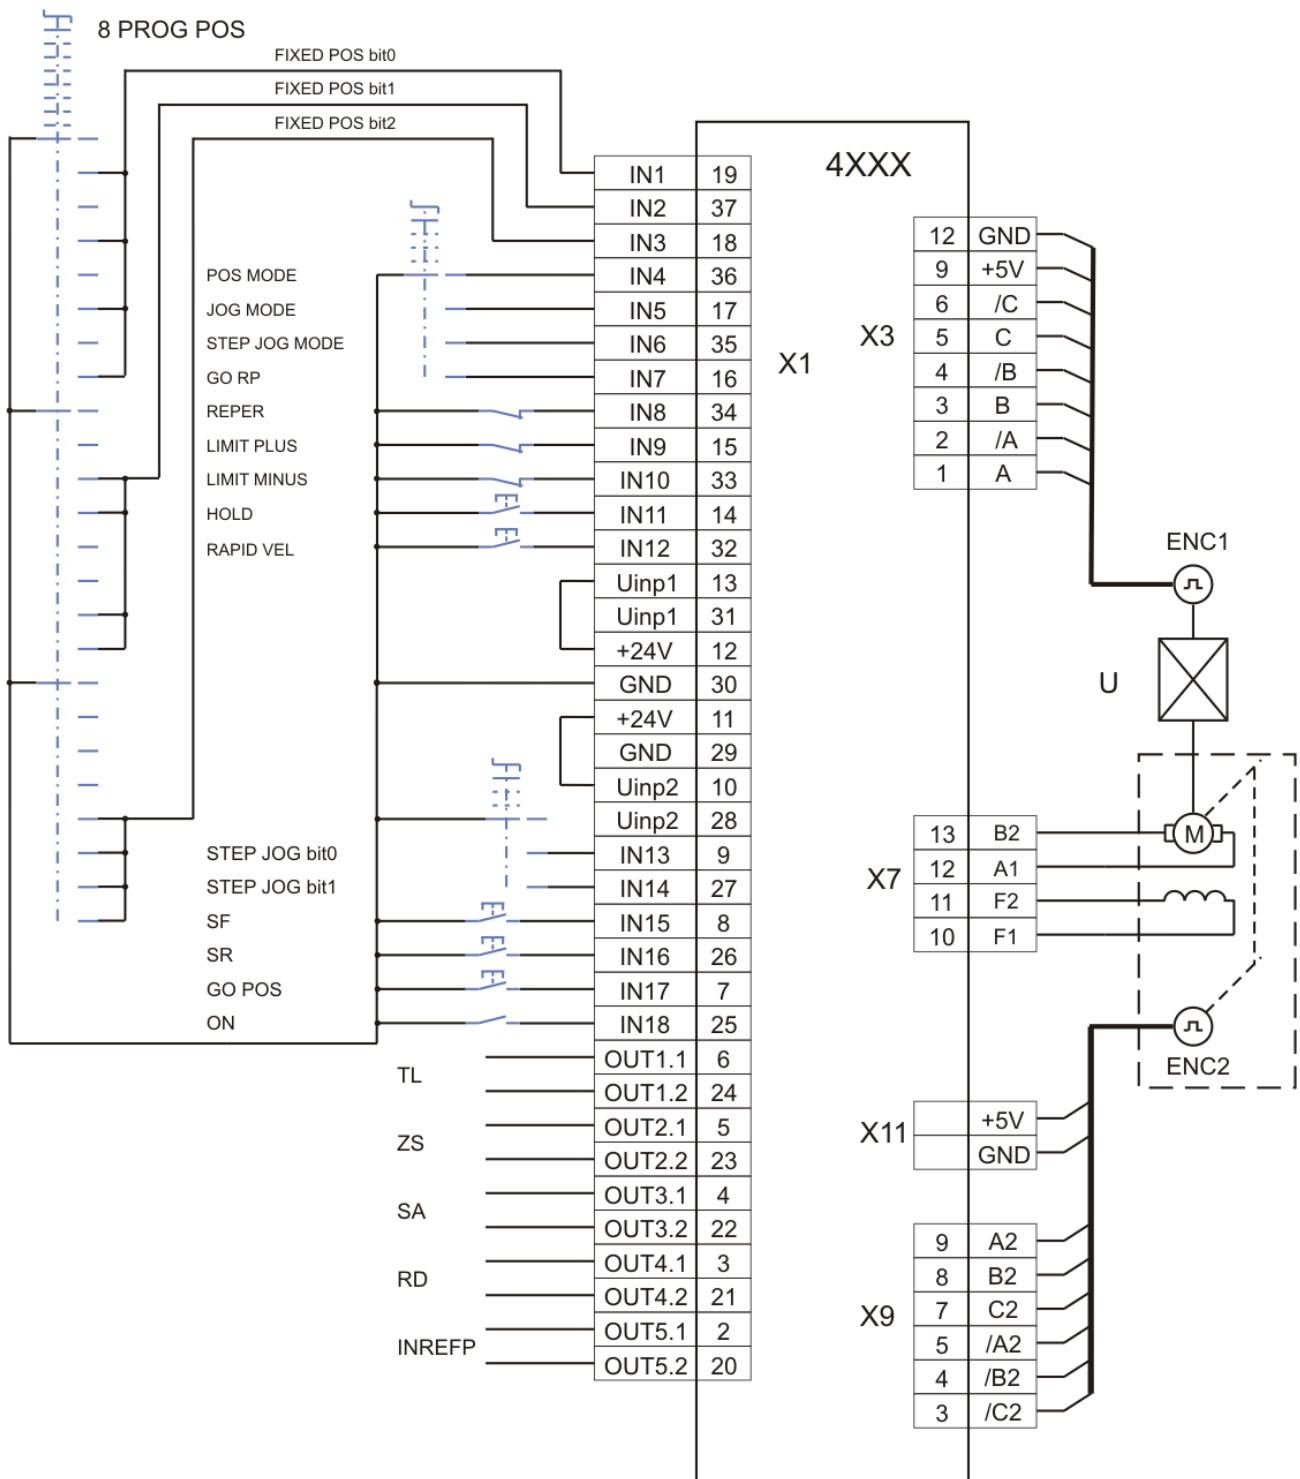 8 PROG POS
FIXED POS bit0
FIXED POS bit1
FIXED POS bit2
4XXX
X1
IN1 19
IN2 37
IN3 18
POS MODE IN4 36
JOG MODE IN5 17
STEP JOG MODE IN6 35
GO RP IN7 16
REPER IN8 34
LIMIT PLUS IN9 15
LIMIT MINUS IN10 33
HOLD IN11 14
RAPID VEL IN12 32
Uinp1 13
Uinp1 31
+24V 12
GND 30
+24V 11
GND 29
Uinp2 10
Uinp2 28
STEP JOG bit0 IN13 9
STEP JOG bit1 IN14 27
SF IN15 8
SR IN16 26
GO POS IN17 7
ON IN18 25
TL
OUT1.1 6
OUT1.2 24
ZS
OUT2.1 5
OUT2.2 23
SA
OUT3.1 4
OUT3.2 22
RD
OUT4.1 3
OUT4.2 21
INREFP
OUT5.1 2
OUT5.2 20
X3
12 GND
9 +5V
6 /C
5 C
4 /B
3 B
2 /A
1 A
ENC1
U
X7
13 B2
12 A1
11 F2
10 F1
M
ENC2
X11
+5V
GND
X9
9 A2
8 B2
7 C2
5 /A2
4 /B2
3 /C2